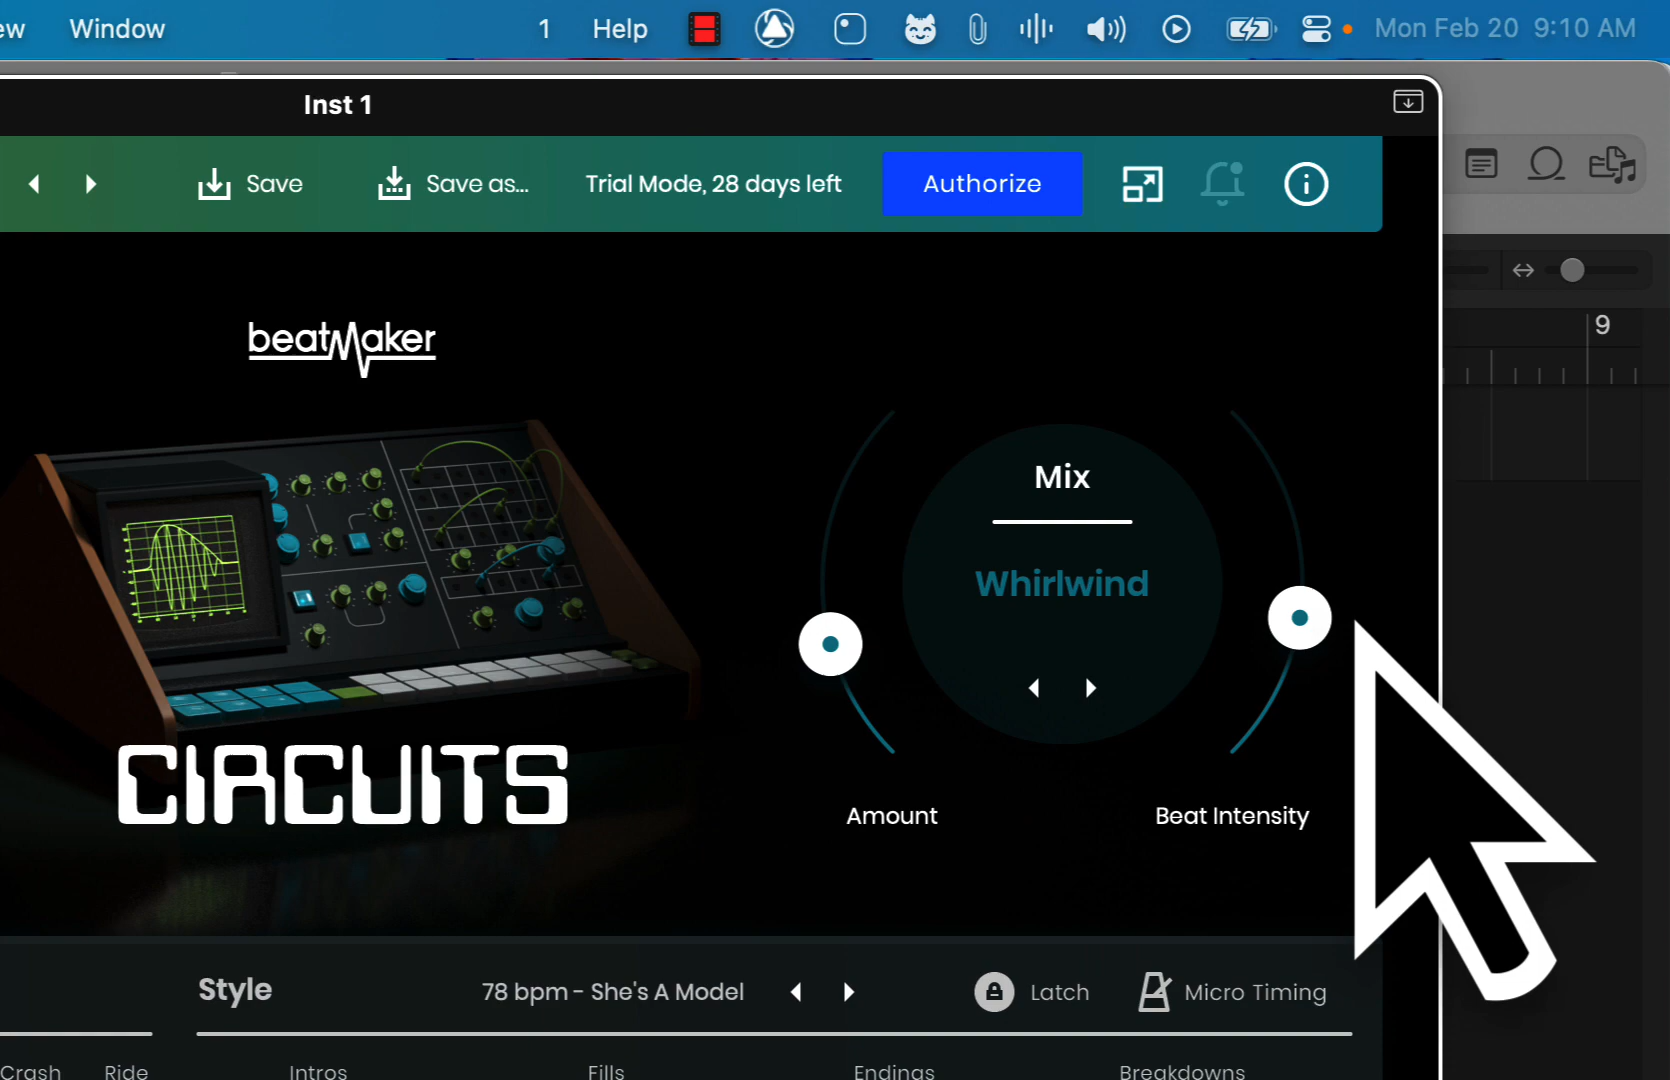 Window
1
Help
Mon Feb 20 9:10 AM
Inst 1
Save
Save as...
Trial Mode, 28 days left
Authorize
9
beatMaker
Mix
Whirlwind
CIRCUITS
Amount
Beat Intensity
Style
78 bpm - She's A Model
Latch
Micro Timing
Crash
Ride
Intros
Fills
Endings
Breakdowns